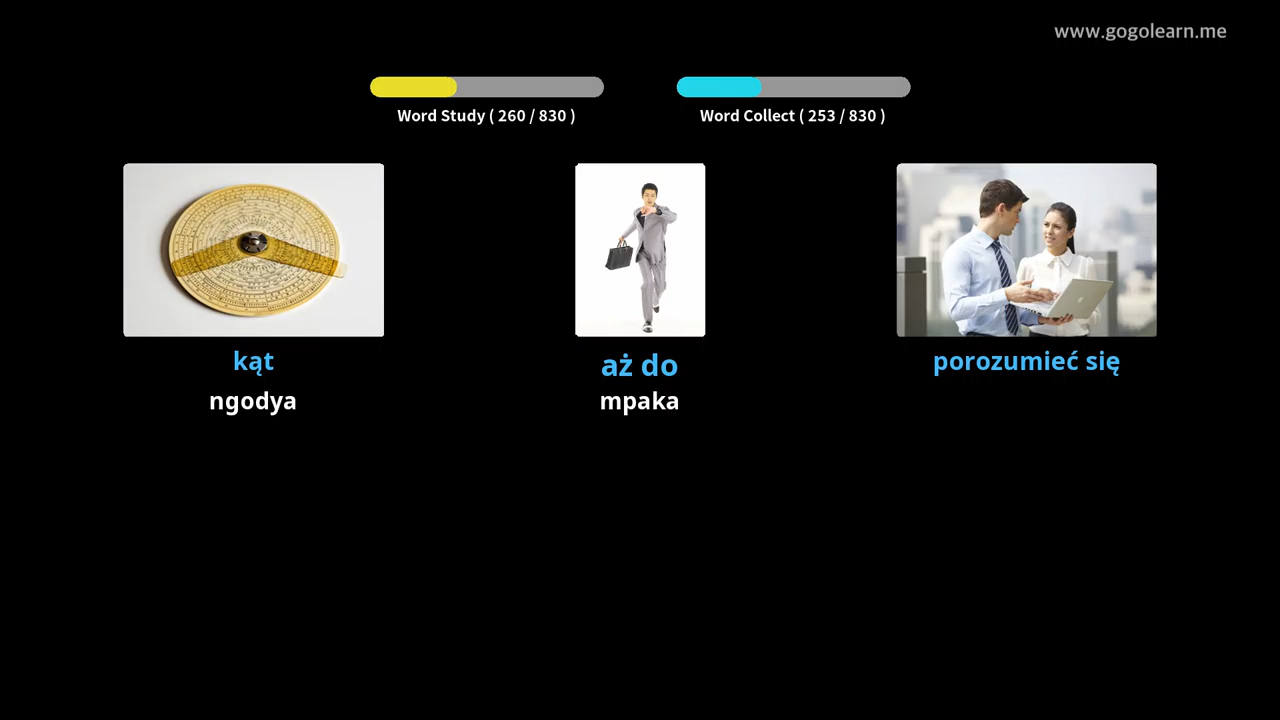 www.gogolearn.me
Word Study ( 260 / 830 )
Word Collect ( 253 / 830 )
kąt
ngodya
aż do
mpaka
porozumieć się